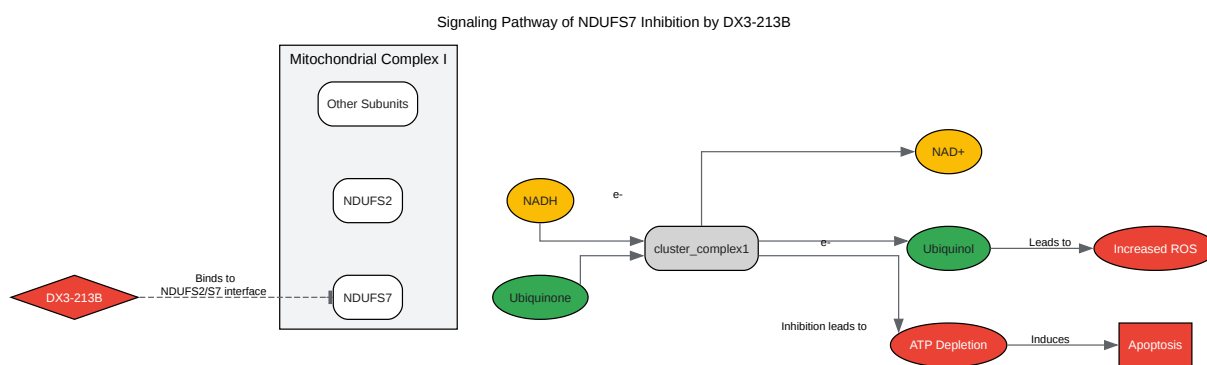 Signaling Pathway of NDUFS7 Inhibition by DX3-213B
Mitochondrial Complex I
Other Subunits
NDUFS2
NDUFS7
DX3-213B
Binds to
NDUFS2/S7 interface
NADH
e-
Ubiquinone
cluster_complex1
NAD+
e-
Ubiquinol
Leads to
Increased ROS
Inhibition leads to
ATP Depletion
Induces
Apoptosis